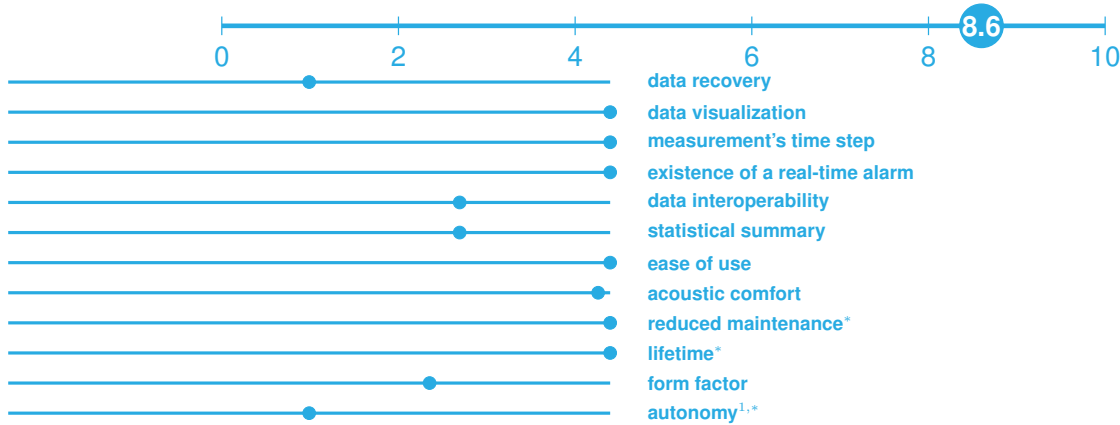 8.6
0 2 4 6 8 10
data recovery
data visualization
measurement's time step
existence of a real-time alarm
data interoperability
statistical summary
ease of use
acoustic comfort
reduced maintenance*
lifetime*
form factor
autonomy1,*